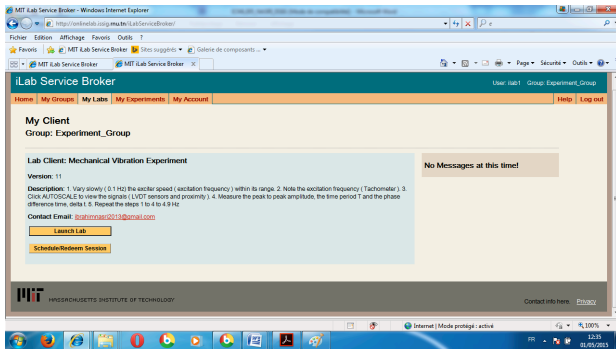 MIT iLab Service Broker - Windows Internet Explorer
http://onlinelab.issig.rnu.tn/iLabServiceBroker/
Fichier Edition Affichage Favoris Outils ?
Favoris MIT iLab Service Broker Sites suggérés Galerie de composants ...
MIT iLab Service Broker MIT iLab Service Broker Page Sécurité Outils
iLab Service Broker User: ilab1 Group: Experiment_Group
Home My Groups My Labs My Experiments My Account Help Log out
My Client
Group: Experiment_Group
Lab Client: Mechanical Vibration Experiment
No Messages at this time!
Version: 11
Description: 1. Vary slowly ( 0.1 Hz) the exciter speed ( excitation frequency ) within its range. 2. Note the excitation frequency ( Tachometer ). 3.
Click AUTOSCALE to view the signals ( LVDT sensors and proximity ). 4. Measure the peak to peak amplitude, the time period T and the phase
difference time, delta t. 5. Repeat the steps 1 to 4 to 4.9 Hz
Contact Email: ibrahimnasri2013@gmail.com
Launch Lab
Schedule/Redeem Session
MIT MASSACHUSETTS INSTITUTE OF TECHNOLOGY
Contact info here. Privacy
Internet | Mode protégé : activé 100%
FR 12:35
01/05/2015